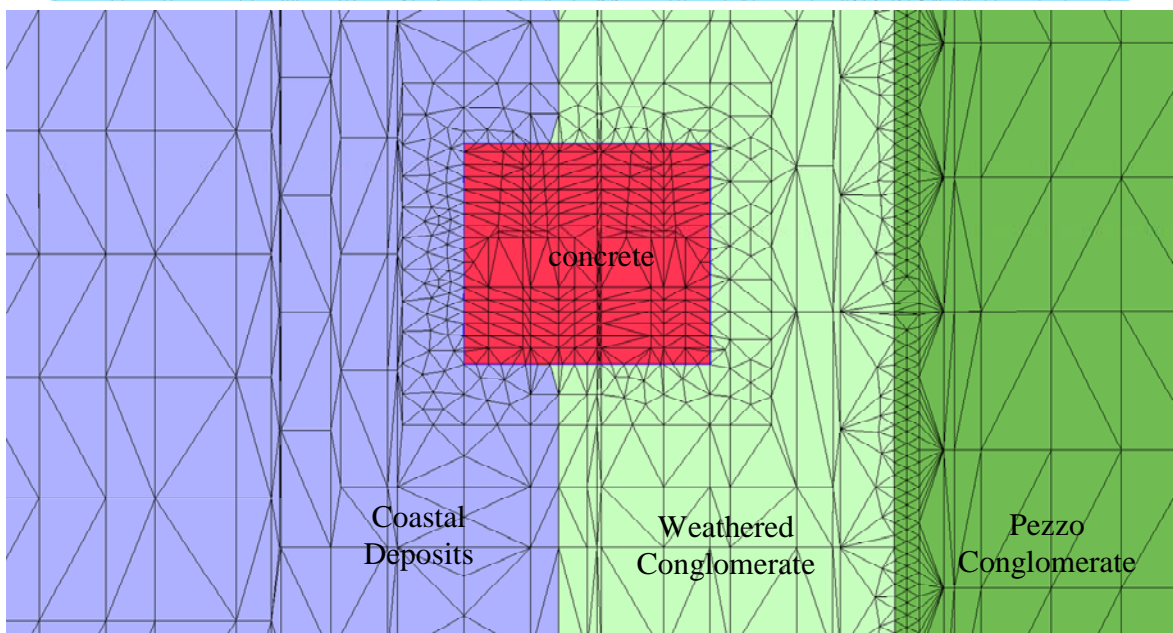 concrete
Coastal
Deposits
Weathered
Conglomerate
Pezzo
Conglomerate